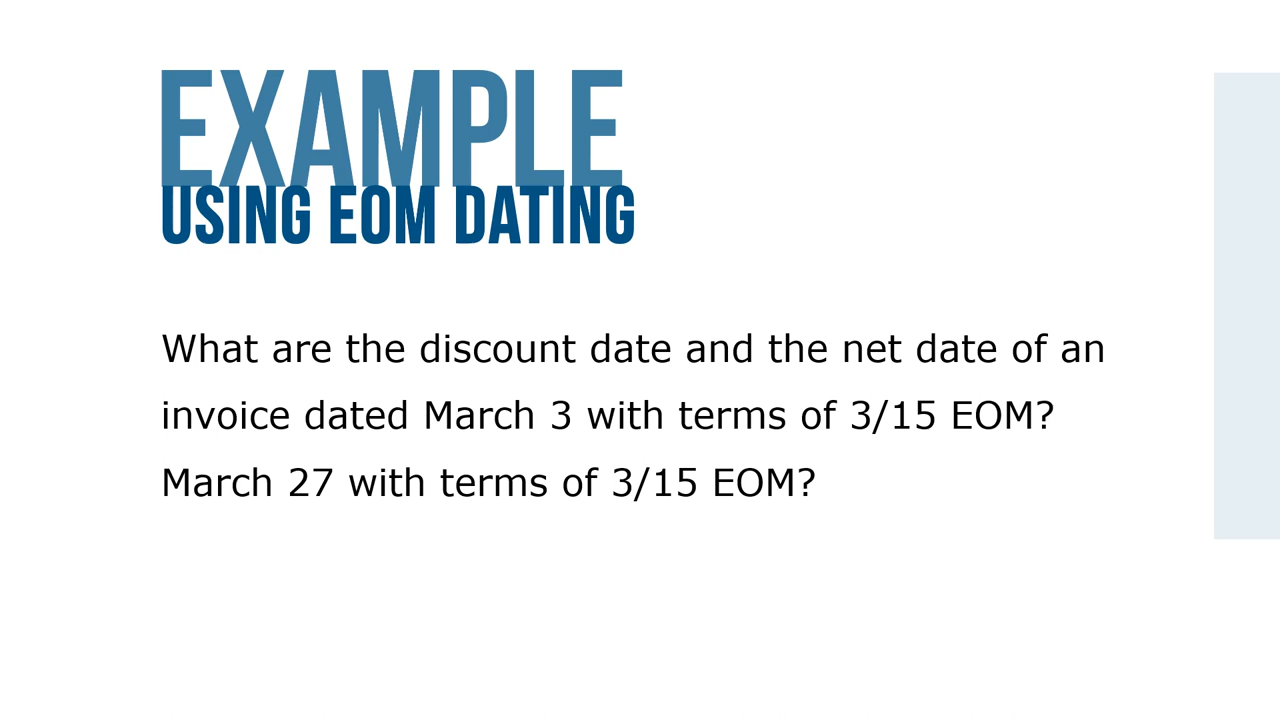 EXAMPLE
USING EOM DATING
What are the discount date and the net date of an
invoice dated March 3 with terms of 3/15 EOM?
March 27 with terms of 3/15 EOM?